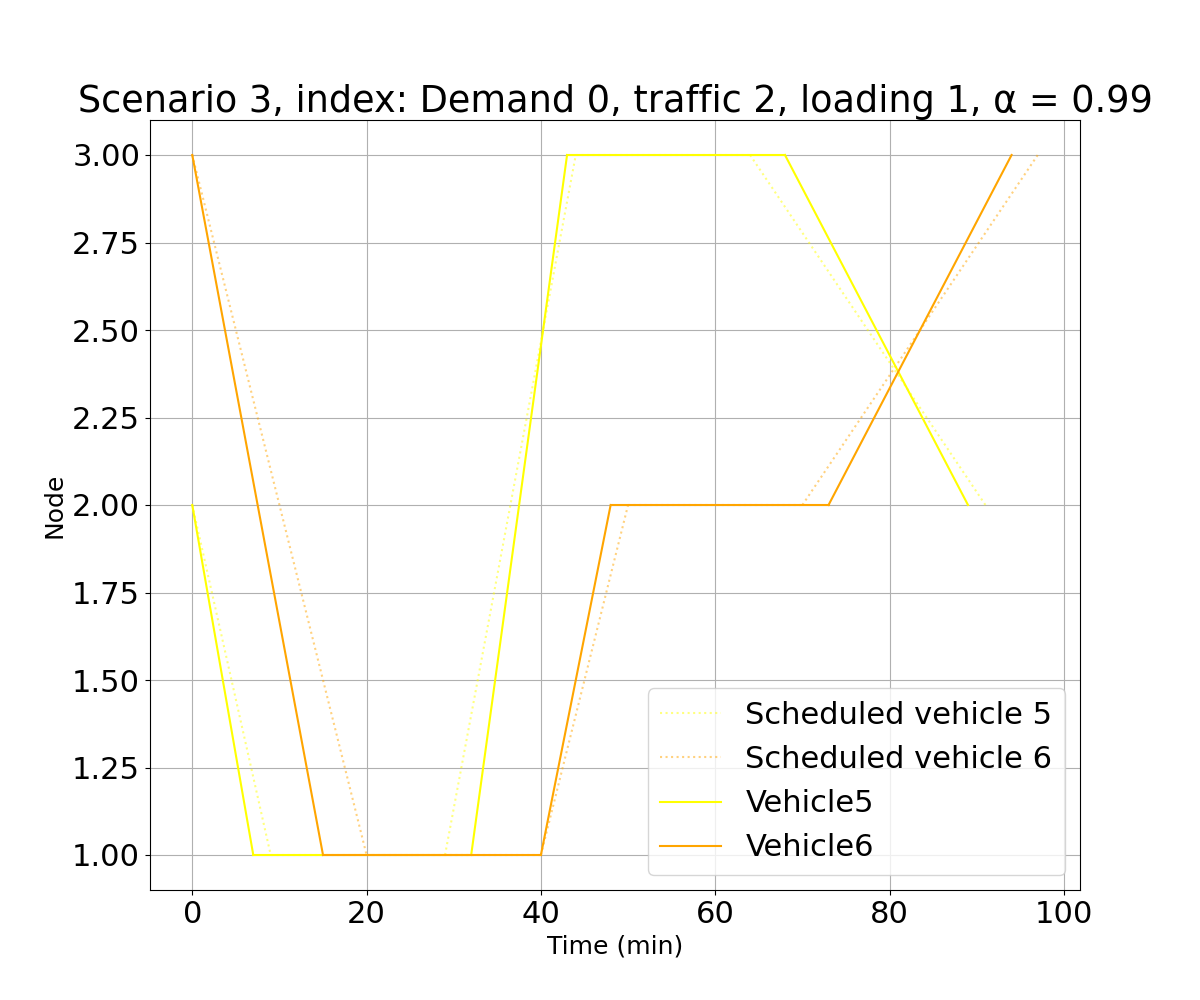 Scenario 3, index: Demand 0, traffic 2, loading 1, α = 0.99
3.00
2.75
2.50
2.25
2.00
1.75
1.50
1.25
1.00
Node
Scheduled vehicle 5
Scheduled vehicle 6
Vehicle5
Vehicle6
0 20 40 60 80 100
Time (min)